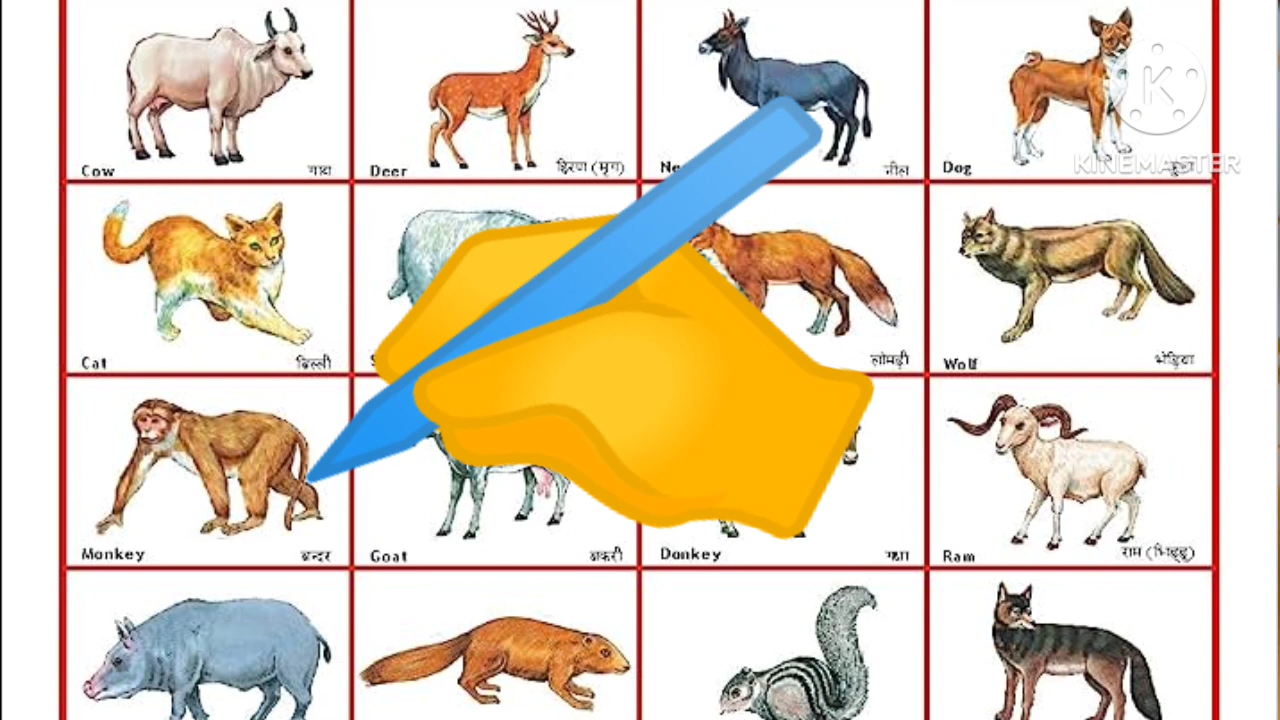 Cow गाय
Deer हिरण (मृग)
नील
Dog
Cat बिल्ली
लोमड़ी
Wolf भेड़िया
Monkey बन्दर
Goat बकरी
Donkey गधा
Ram राम (भिड्डू)
K
KINEMASTER